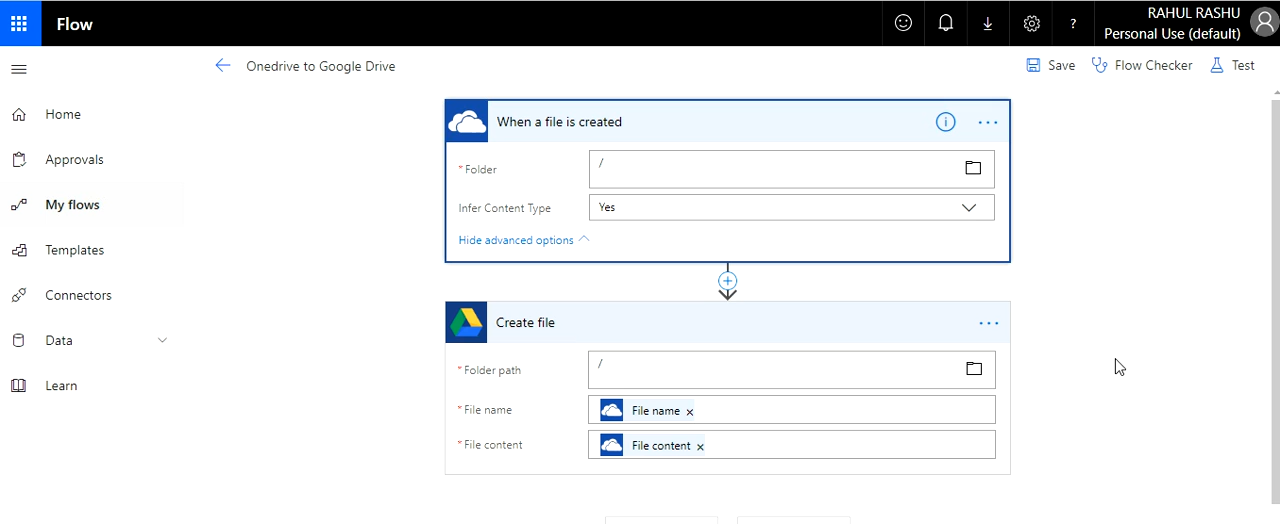 Flow
?
RAHUL RASHU
Personal Use (default)
Onedrive to Google Drive
Save
Flow Checker
Test
Home
Approvals
My flows
Templates
Connectors
Data
Learn
When a file is created
i
...
* Folder
/
Infer Content Type
Yes
Hide advanced options
+
Create file
...
* Folder path
/
* File name
File name ×
* File content
File content ×